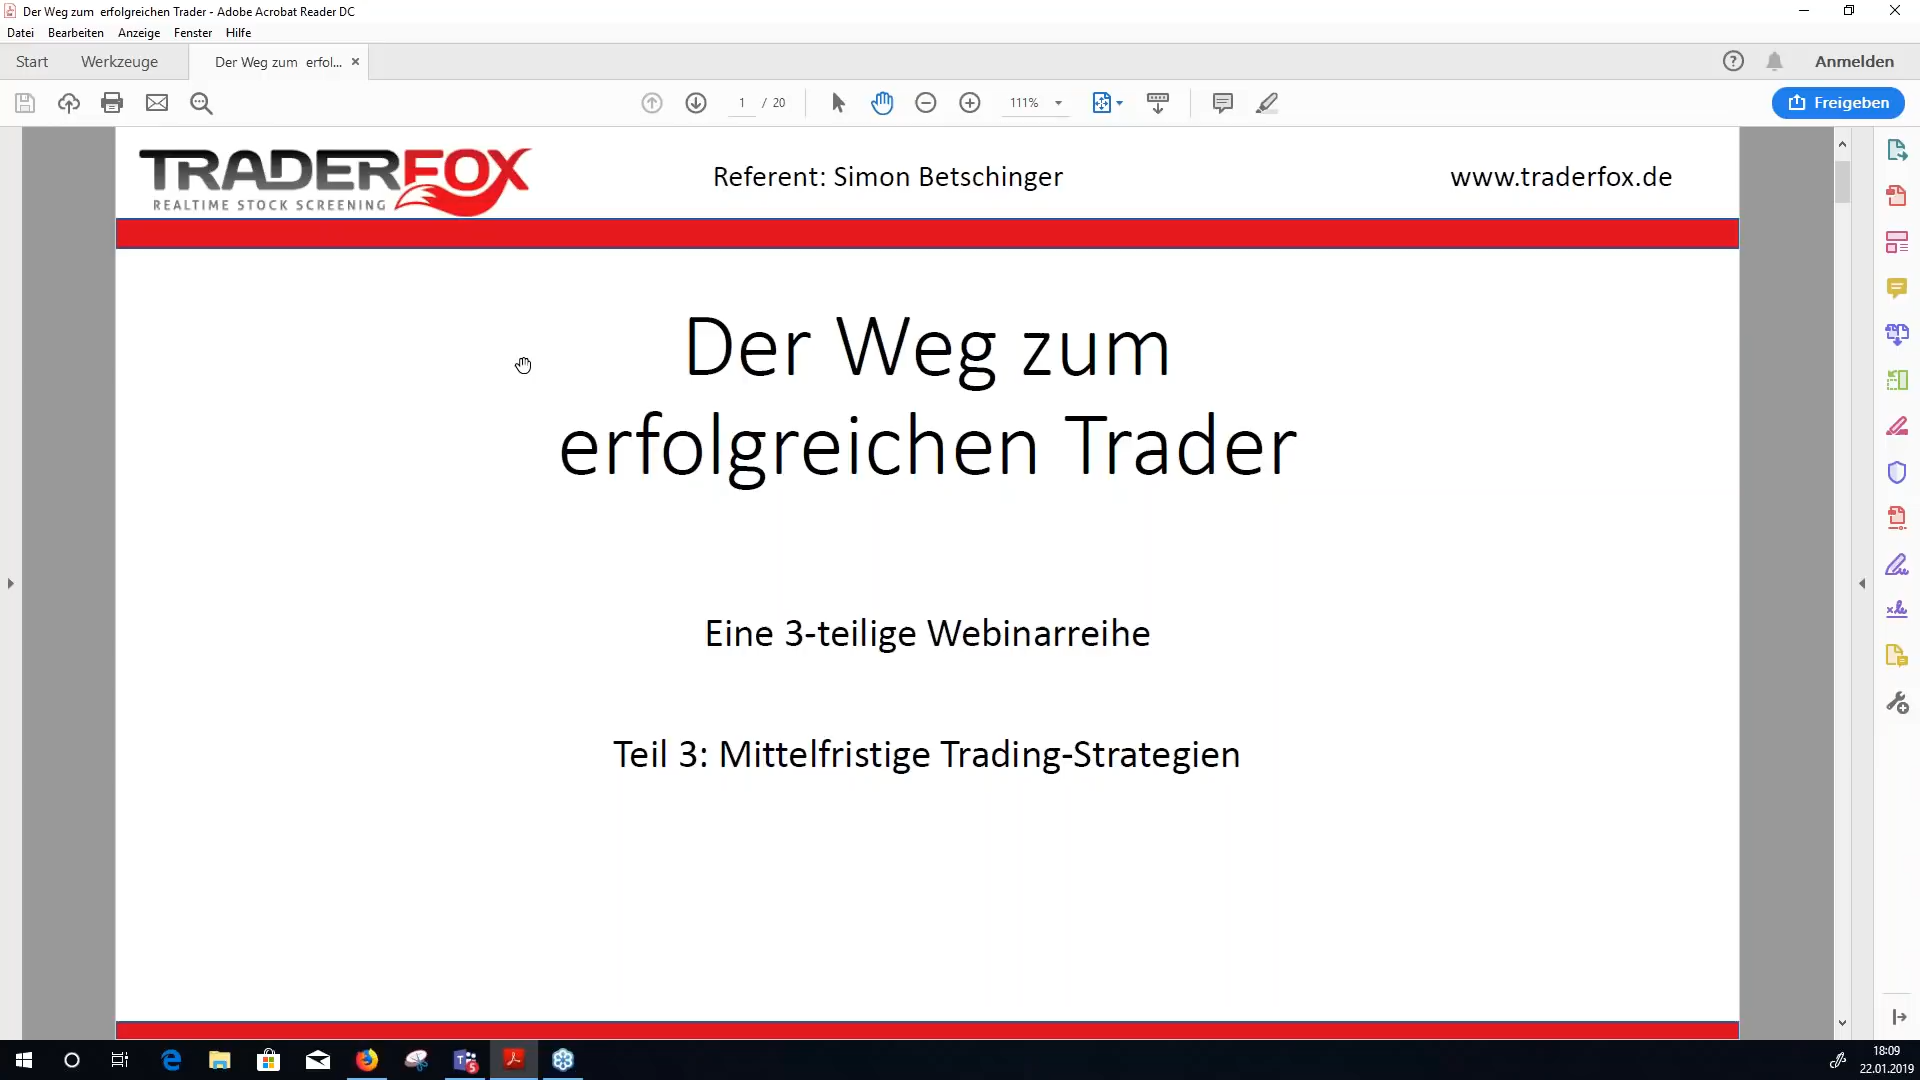 Der Weg zum  erfolgreichen Trader - Adobe Acrobat Reader DC
Datei Bearbeiten Anzeige Fenster Hilfe
Start Werkzeuge Der Weg zum  erfol... × Anmelden
1 / 20 111% Freigeben
TRADERFOX
REALTIME STOCK SCREENING
Referent: Simon Betschinger
www.traderfox.de
Der Weg zum
erfolgreichen Trader
Eine 3-teilige Webinarreihe
Teil 3: Mittelfristige Trading-Strategien
18:09
22.01.2019